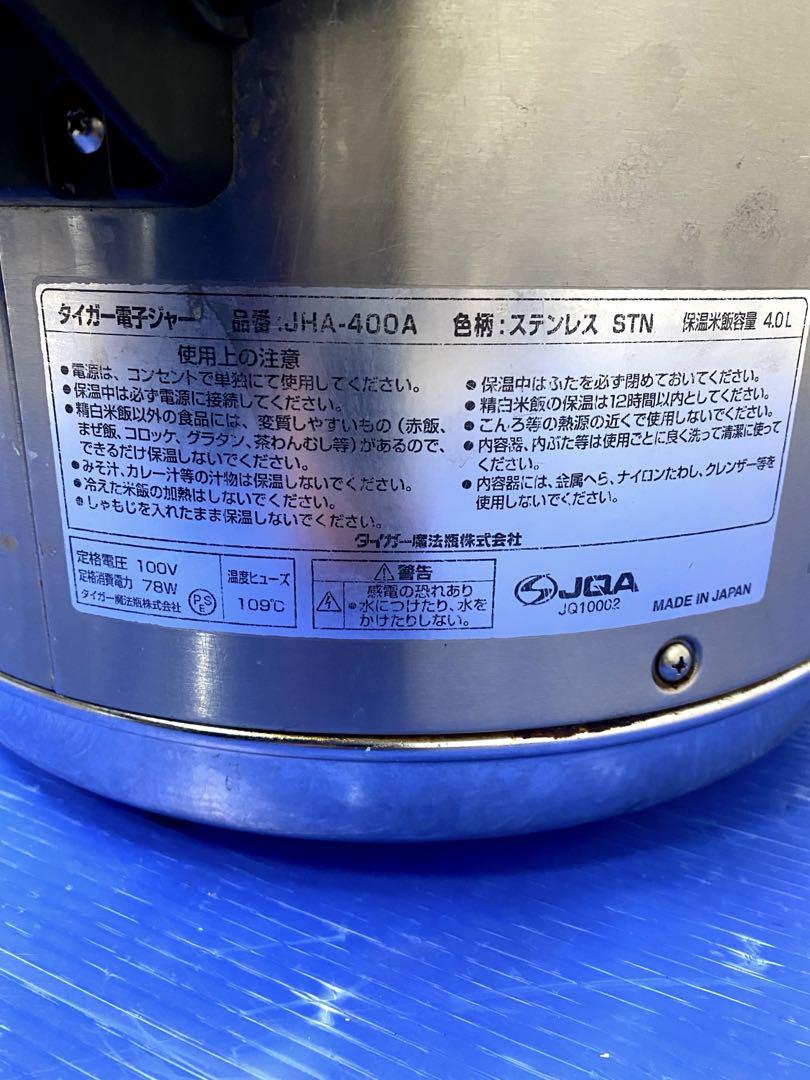 タイガー電子ジャー 品番:JHA-400A 色柄:ステンレス STN 保温米飯容量 4.0L
使用上の注意
●電源は、コンセントで単独にて使用してください。
●保温中は必ず電源に接続してください。
●精白米飯以外の食品には、変質しやすいもの(赤飯、
まぜ飯、コロッケ、グラタン、茶わんむし等)があるので、
できるだけ保温しないでください。
●みそ汁、カレー汁等の汁物は保温しないでください。
●冷えた米飯の加熱はしないでください。
●しゃもじを入れたまま保温しないでください。
●保温中はふたを必ず閉めておいてください。
●精白米飯の保温は12時間以内としてください。
●こんろ等の熱源の近くで使用しないでください。
●内容器、内ぶた等は使用ごとに良く洗って清潔に使って
ください。
●内容器には、金属へら、ナイロンたわし、クレンザー等を
使用しないでください。
タイガー魔法瓶株式会社
定格電圧 100V
定格消費電力 78W
タイガー魔法瓶株式会社
PSE
温度ヒューズ
109℃
⚠警告
感電の恐れあり
●水につけたり、水を
かけたりしない。
JQA
JQ10002
MADE IN JAPAN